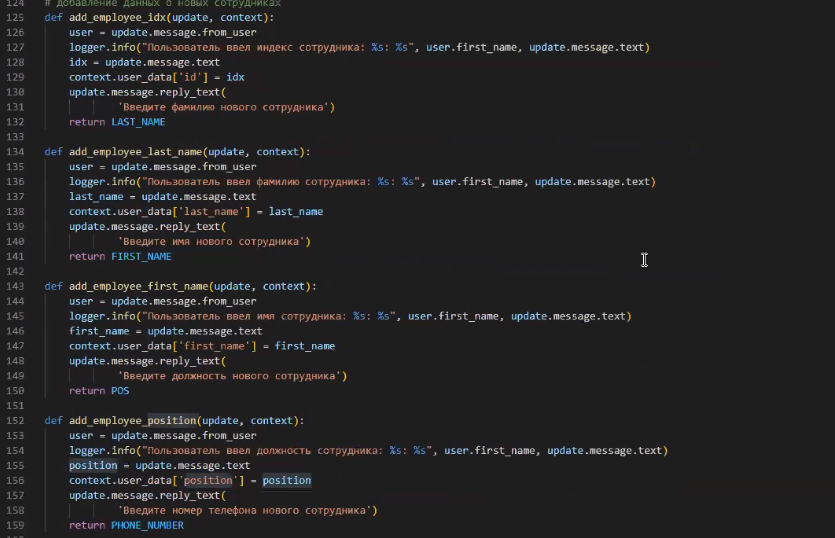 124 # добавление данных о новых сотрудниках
125 def add_employee_idx(update, context):
126 user = update.message.from_user
127 logger.info("Пользователь ввел индекс сотрудника: %s: %s", user.first_name, update.message.text)
128 idx = update.message.text
129 context.user_data['id'] = idx
130 update.message.reply_text(
131 'Введите фамилию нового сотрудника')
132 return LAST_NAME
133
134 def add_employee_last_name(update, context):
135 user = update.message.from_user
136 logger.info("Пользователь ввел фамилию сотрудника: %s: %s", user.first_name, update.message.text)
137 last_name = update.message.text
138 context.user_data['last_name'] = last_name
139 update.message.reply_text(
140 'Введите имя нового сотрудника')
141 return FIRST_NAME
142
143 def add_employee_first_name(update, context):
144 user = update.message.from_user
145 logger.info("Пользователь ввел имя сотрудника: %s: %s", user.first_name, update.message.text)
146 first_name = update.message.text
147 context.user_data['first_name'] = first_name
148 update.message.reply_text(
149 'Введите должность нового сотрудника')
150 return POS
151
152 def add_employee_position(update, context):
153 user = update.message.from_user
154 logger.info("Пользователь ввел должность сотрудника: %s: %s", user.first_name, update.message.text)
155 position = update.message.text
156 context.user_data['position'] = position
157 update.message.reply_text(
158 'Введите номер телефона нового сотрудника')
159 return PHONE_NUMBER